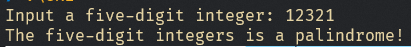 Input a five-digit integer: 12321
The five-digit integers is a palindrome!